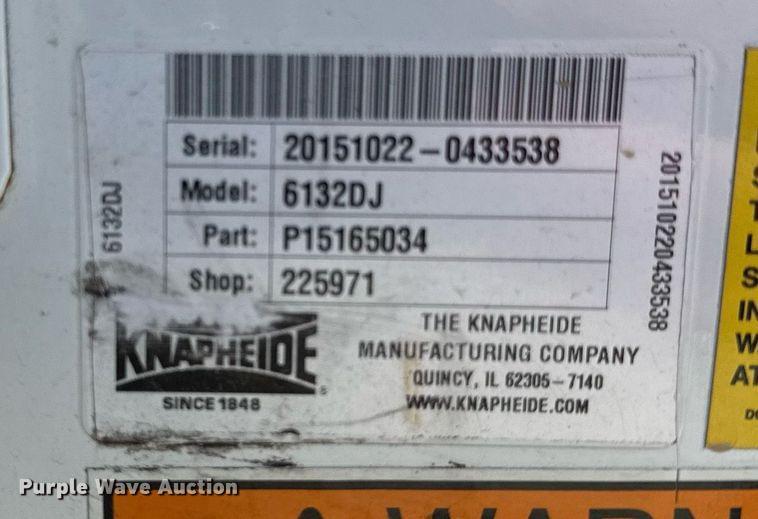 Serial: 20151022-0433538
Model: 6132DJ
Part: P15165034
Shop: 225971
6132DJ
201510220433538
KNAPHEIDE
SINCE 1848
THE KNAPHEIDE
MANUFACTURING COMPANY
QUINCY, IL 62305-7140
WWW.KNAPHEIDE.COM
Purple Wave Auction